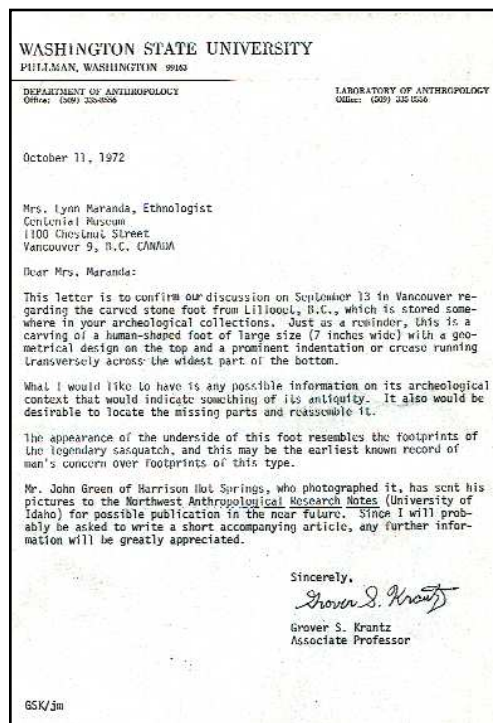 WASHINGTON STATE UNIVERSITY
PULLMAN, WASHINGTON 99163
DEPARTMENT OF ANTHROPOLOGY
Office: (509) 335-8556
LABORATORY OF ANTHROPOLOGY
Office: (509) 335-8556
October 11, 1972
Mrs. Lynn Maranda, Ethnologist
Centenial Museum
1100 Chestnut Street
Vancouver 9, B.C. CANADA
Dear Mrs. Maranda:
This letter is to confirm our discussion on September 13 in Vancouver re-
garding the carved stone foot from Lillooet, B.C., which is stored some-
where in your archeological collections. Just as a reminder, this is a
carving of a human-shaped foot of large size (7 inches wide) with a geo-
metrical design on the top and a prominent indentation or crease running
transversely across the widest part of the bottom.
What I would like to have is any possible information on its archeological
context that would indicate something of its antiquity. It also would be
desirable to locate the missing parts and reassemble it.
The appearance of the underside of this foot resembles the footprints of
the legendary sasquatch, and this may be the earliest known record of
man's concern over footprints of this type.
Mr. John Green of Harrison Hot Springs, who photographed it, has sent his
pictures to the Northwest Anthropological Research Notes (University of
Idaho) for possible publication in the near future. Since I will prob-
ably be asked to write a short accompanying article, any further infor-
mation will be greatly appreciated.
Sincerely,
Grover S. Krantz
Grover S. Krantz
Associate Professor
GSK/jm